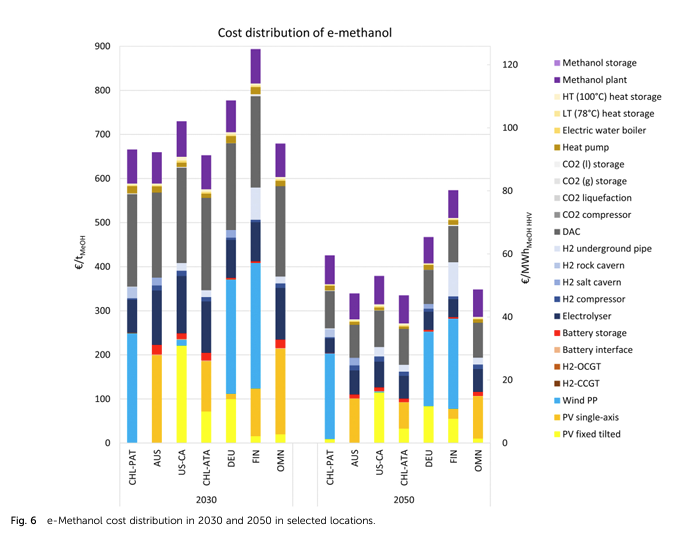 Cost distribution of e-methanol
900
800
700
600
500
400
300
200
100
0
€/tMeOH
120
100
80
60
40
20
0
€/MWhMeOH HHV
CHL-PAT
AUS
US-CA
CHL-ATA
DEU
FIN
OMN
CHL-PAT
AUS
US-CA
CHL-ATA
DEU
FIN
OMN
2030
2050
Methanol storage
Methanol plant
HT (100°C) heat storage
LT (78°C) heat storage
Electric water boiler
Heat pump
CO2 (l) storage
CO2 (g) storage
CO2 liquefaction
CO2 compressor
DAC
H2 underground pipe
H2 rock cavern
H2 salt cavern
H2 compressor
Electrolyser
Battery storage
Battery interface
H2-OCGT
H2-CCGT
Wind PP
PV single-axis
PV fixed tilted
Fig. 6 e-Methanol cost distribution in 2030 and 2050 in selected locations.